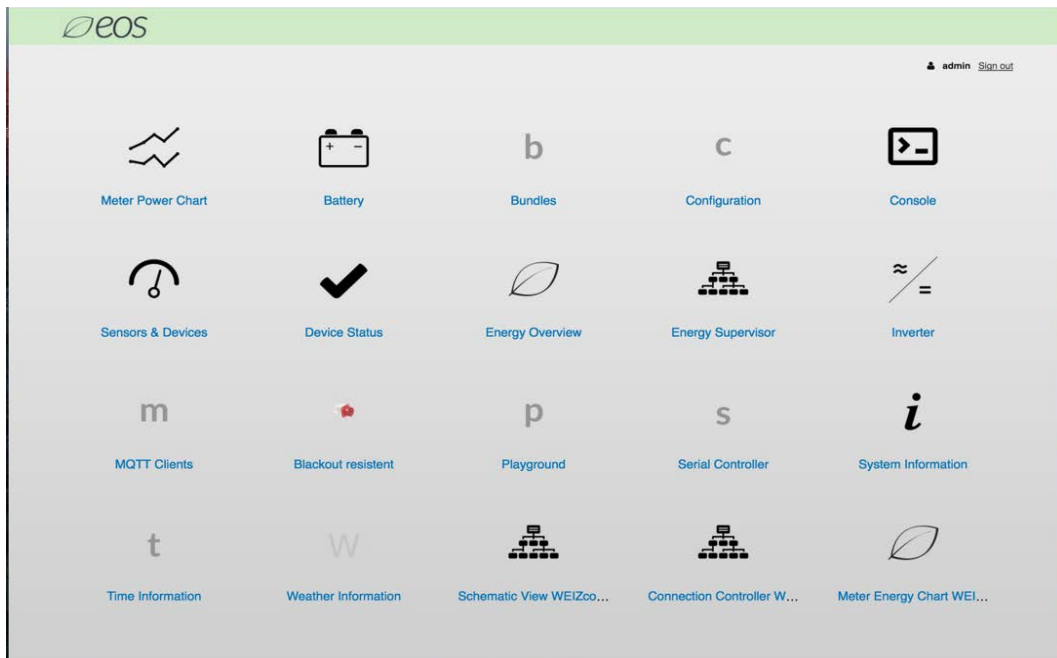 eos
admin Sign out
b c
Meter Power Chart Battery Bundles Configuration Console
Sensors & Devices Device Status Energy Overview Energy Supervisor Inverter
m p s i
MQTT Clients Blackout resistent Playground Serial Controller System Information
t W
Time Information Weather Information Schematic View WEIZco... Connection Controller W... Meter Energy Chart WEI...